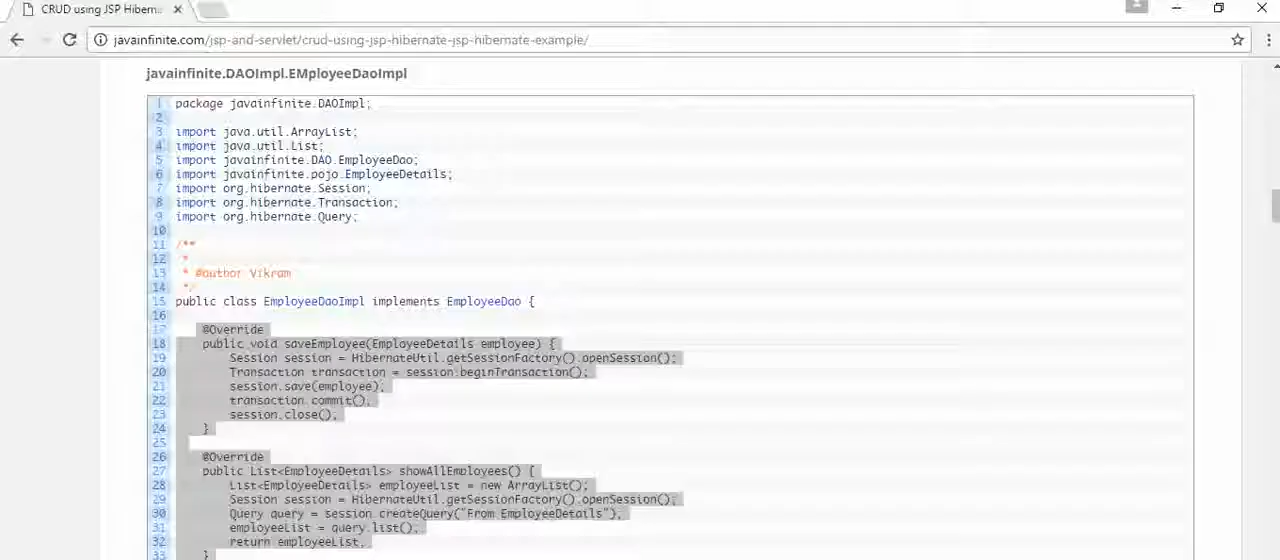 CRUD using JSP Hibern
javainfinite.com/jsp-and-servlet/crud-using-jsp-hibernate-jsp-hibernate-example/
javainfinite.DAOImpl.EMployeeDaoImpl
1 package javainfinite.DAOImpl;
2
3 import java.util.ArrayList;
4 import java.util.List;
5 import javainfinite.DAO.EmployeeDao;
6 import javainfinite.pojo.EmployeeDetails;
7 import org.hibernate.Session;
8 import org.hibernate.Transaction;
9 import org.hibernate.Query;
10
11 /**
12 *
13 * @author Vikram
14 */
15 public class EmployeeDaoImpl implements EmployeeDao {
16
17 @Override
18 public void saveEmployee(EmployeeDetails employee) {
19 Session session = HibernateUtil.getSessionFactory().openSession();
20 Transaction transaction = session.beginTransaction();
21 session.save(employee);
22 transaction.commit();
23 session.close();
24 }
25
26 @Override
27 public List<EmployeeDetails> showAllEmployees() {
28 List<EmployeeDetails> employeeList = new ArrayList();
29 Session session = HibernateUtil.getSessionFactory().openSession();
30 Query query = session.createQuery("From EmployeeDetails");
31 employeeList = query.list();
32 return employeeList;
33 }